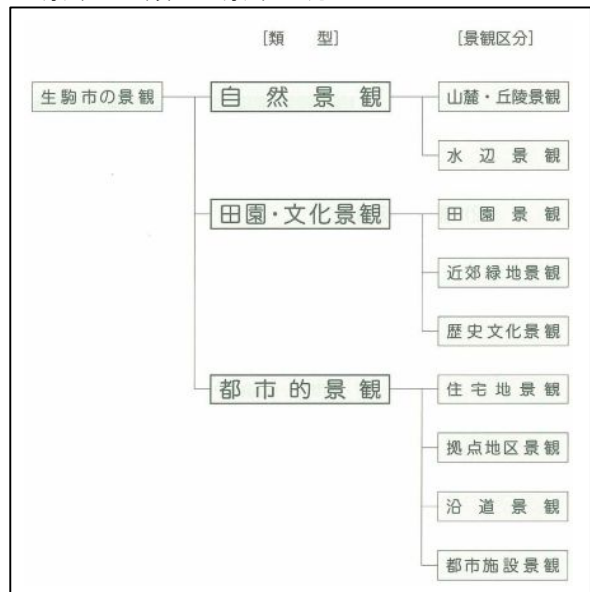 [類 型] [景観区分]
生駒市の景観 自然景観 山麓・丘陵景観
水辺景観
田園・文化景観 田園景観
近郊緑地景観
歴史文化景観
都市的景観 住宅地景観
拠点地区景観
沿道景観
都市施設景観